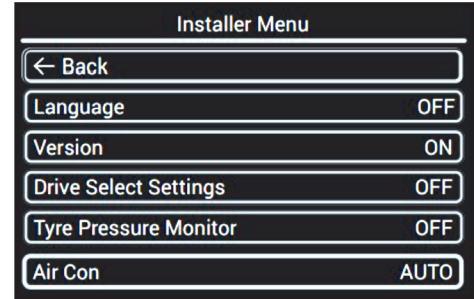 Installer Menu
← Back
Language OFF
Version ON
Drive Select Settings OFF
Tyre Pressure Monitor OFF
Air Con AUTO